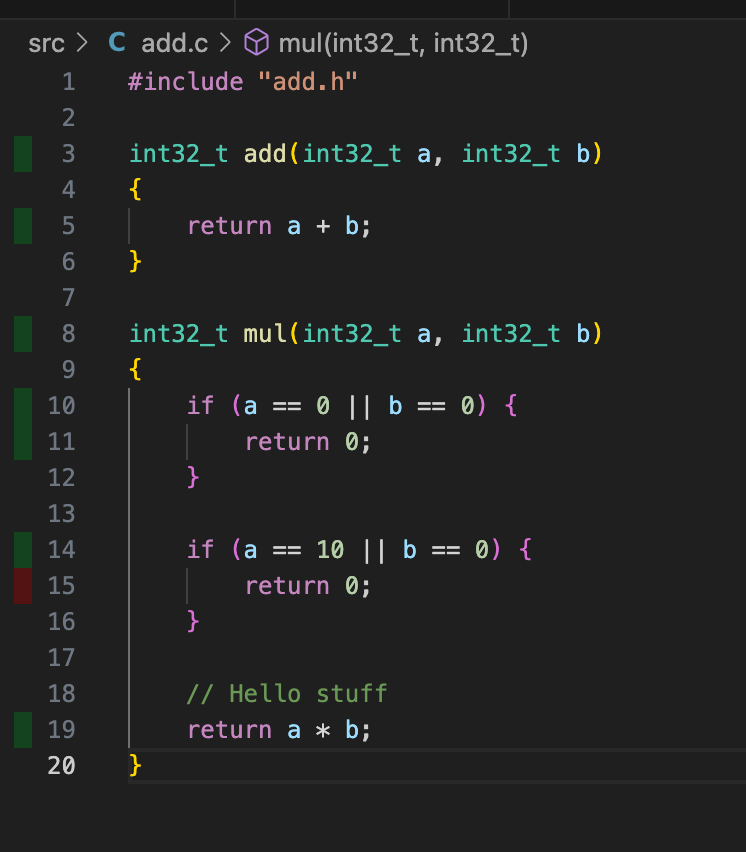 src > C add.c > mul(int32_t, int32_t)
1 #include "add.h"
2
3 int32_t add(int32_t a, int32_t b)
4 {
5     return a + b;
6 }
7
8 int32_t mul(int32_t a, int32_t b)
9 {
10     if (a == 0 || b == 0) {
11         return 0;
12     }
13
14     if (a == 10 || b == 0) {
15         return 0;
16     }
17
18     // Hello stuff
19     return a * b;
20 }